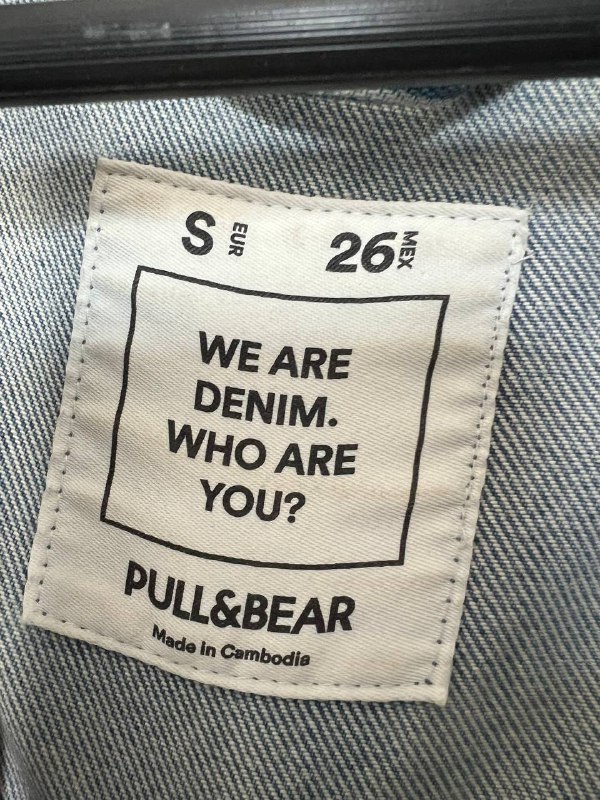 S EUR 26 MEX
WE ARE
DENIM.
WHO ARE
YOU?
PULL&BEAR
Made in Cambodia